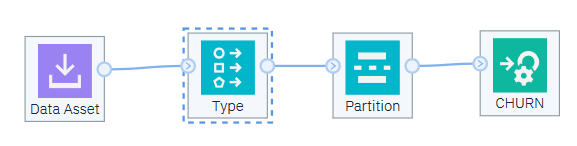 Data Asset
Type
Partition
CHURN